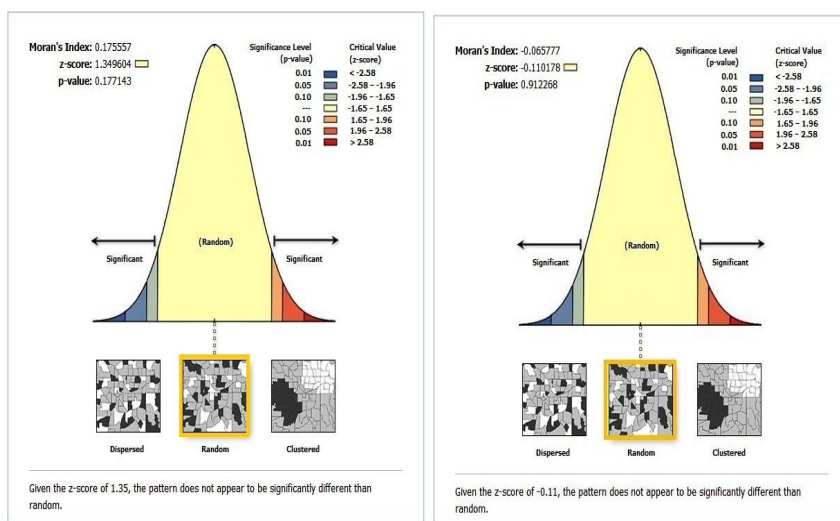 Moran's Index: 0.175557
z-score: 1.349604
p-value: 0.177143
Significance Level
(p-value)
Critical Value
(z-score)
0.01 < -2.58
0.05 -2.58 - -1.96
0.10 -1.96 - -1.65
--- -1.65 - 1.65
0.10 1.65 - 1.96
0.05 1.96 - 2.58
0.01 > 2.58
(Random)
Significant Significant
Dispersed Random Clustered
Given the z-score of 1.35, the pattern does not appear to be significantly different than
random.
Moran's Index: -0.065777
z-score: -0.110178
p-value: 0.912268
Significance Level
(p-value)
Critical Value
(z-score)
0.01 < -2.58
0.05 -2.58 - -1.96
0.10 -1.96 - -1.65
--- -1.65 - 1.65
0.10 1.65 - 1.96
0.05 1.96 - 2.58
0.01 > 2.58
(Random)
Significant Significant
Dispersed Random Clustered
Given the z-score of -0.11, the pattern does not appear to be significantly different than
random.